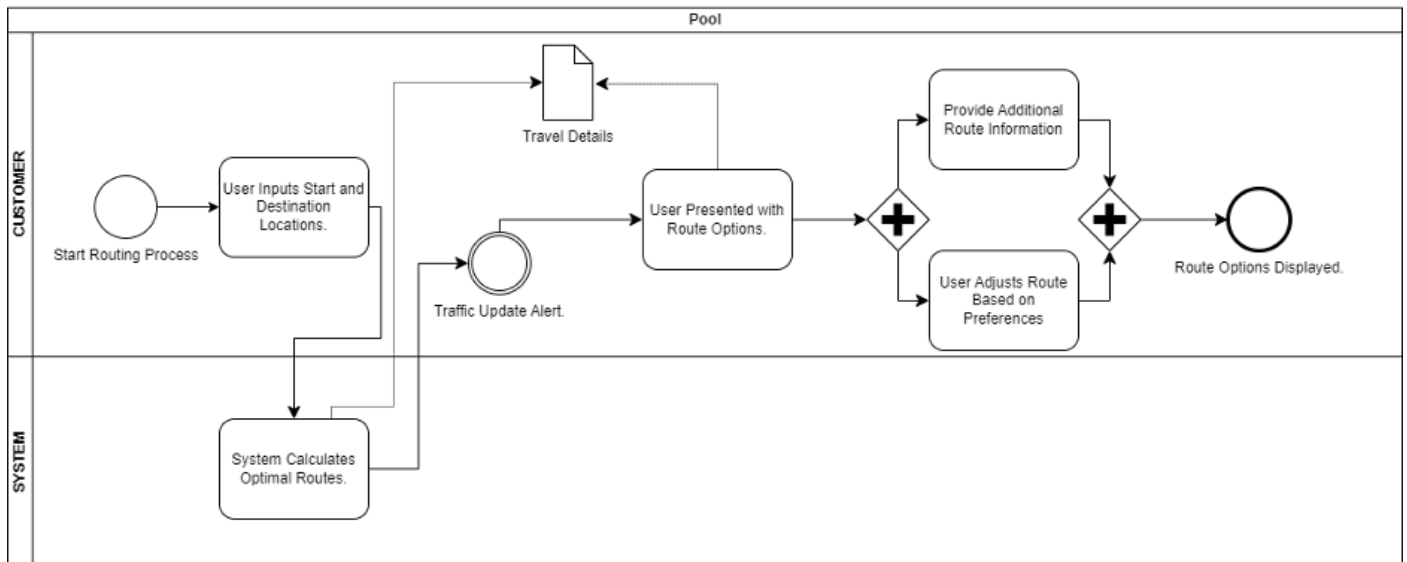 Pool
CUSTOMER
Start Routing Process
User Inputs Start and
Destination
Locations.
Travel Details
Traffic Update Alert.
User Presented with
Route Options.
Provide Additional
Route Information
User Adjusts Route
Based on
Preferences
Route Options Displayed.
SYSTEM
System Calculates
Optimal Routes.